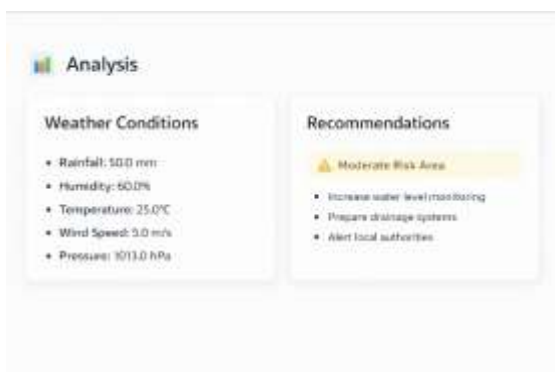 Analysis
Weather Conditions
• Rainfall: 50.0 mm
• Humidity: 60.0%
• Temperature: 25.0°C
• Wind Speed: 5.0 m/s
• Pressure: 1013.0 hPa
Recommendations
Moderate Risk Area
• Increase water level monitoring
• Prepare drainage systems
• Alert local authorities